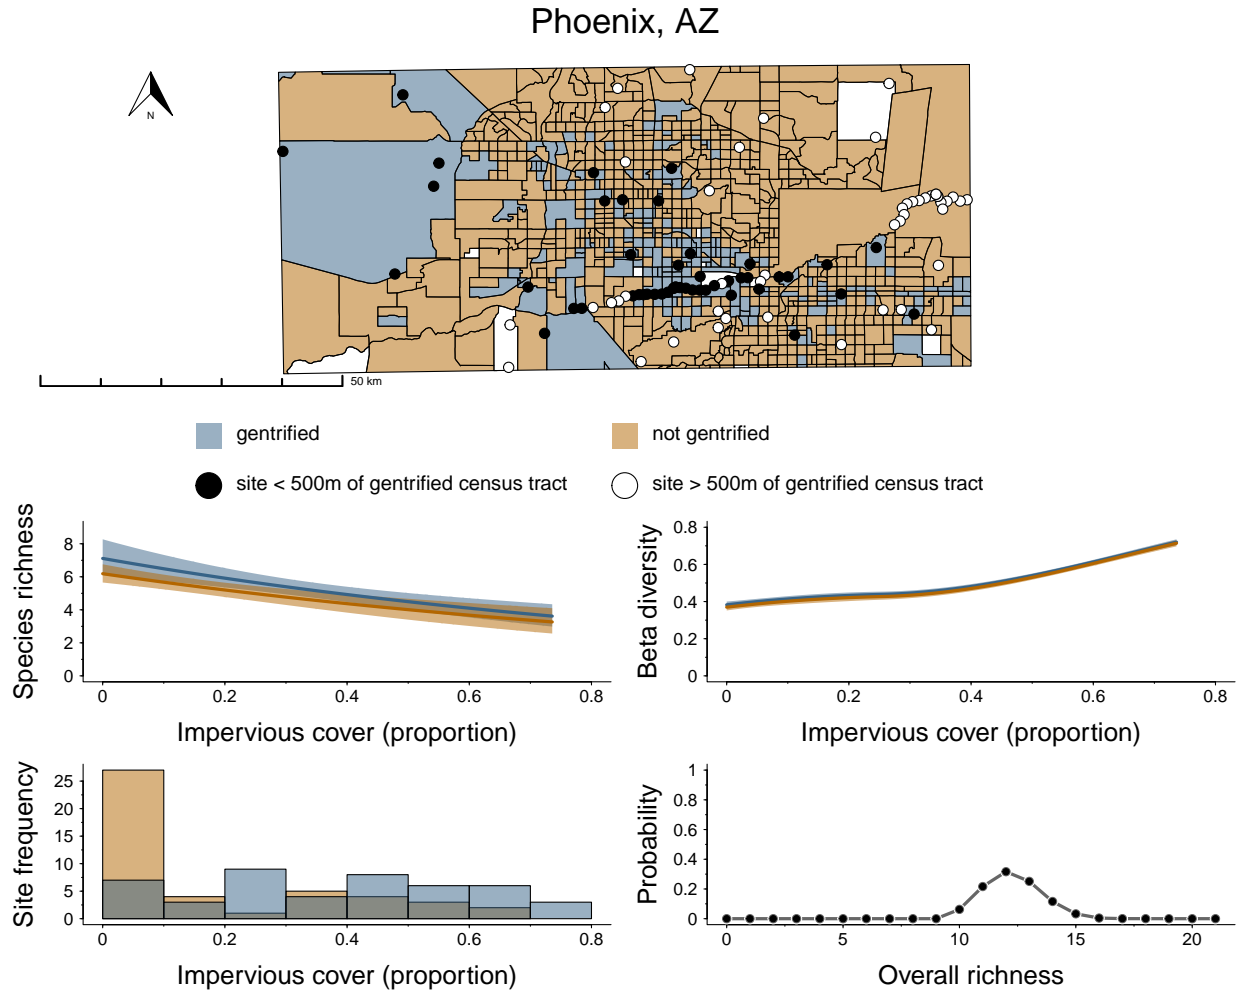 Phoenix, AZ
N
50 km
gentrified
not gentrified
site < 500m of gentrified census tract
site > 500m of gentrified census tract
Species richness
8
6
4
2
0
0
0.2
0.4
0.6
0.8
Impervious cover (proportion)
Beta diversity
0.8
0.6
0.4
0.2
0
0
0.2
0.4
0.6
0.8
Impervious cover (proportion)
Site frequency
25
20
15
10
5
0
0
0.2
0.4
0.6
0.8
Impervious cover (proportion)
Probability
1
0.8
0.6
0.4
0.2
0
0
5
10
15
20
Overall richness